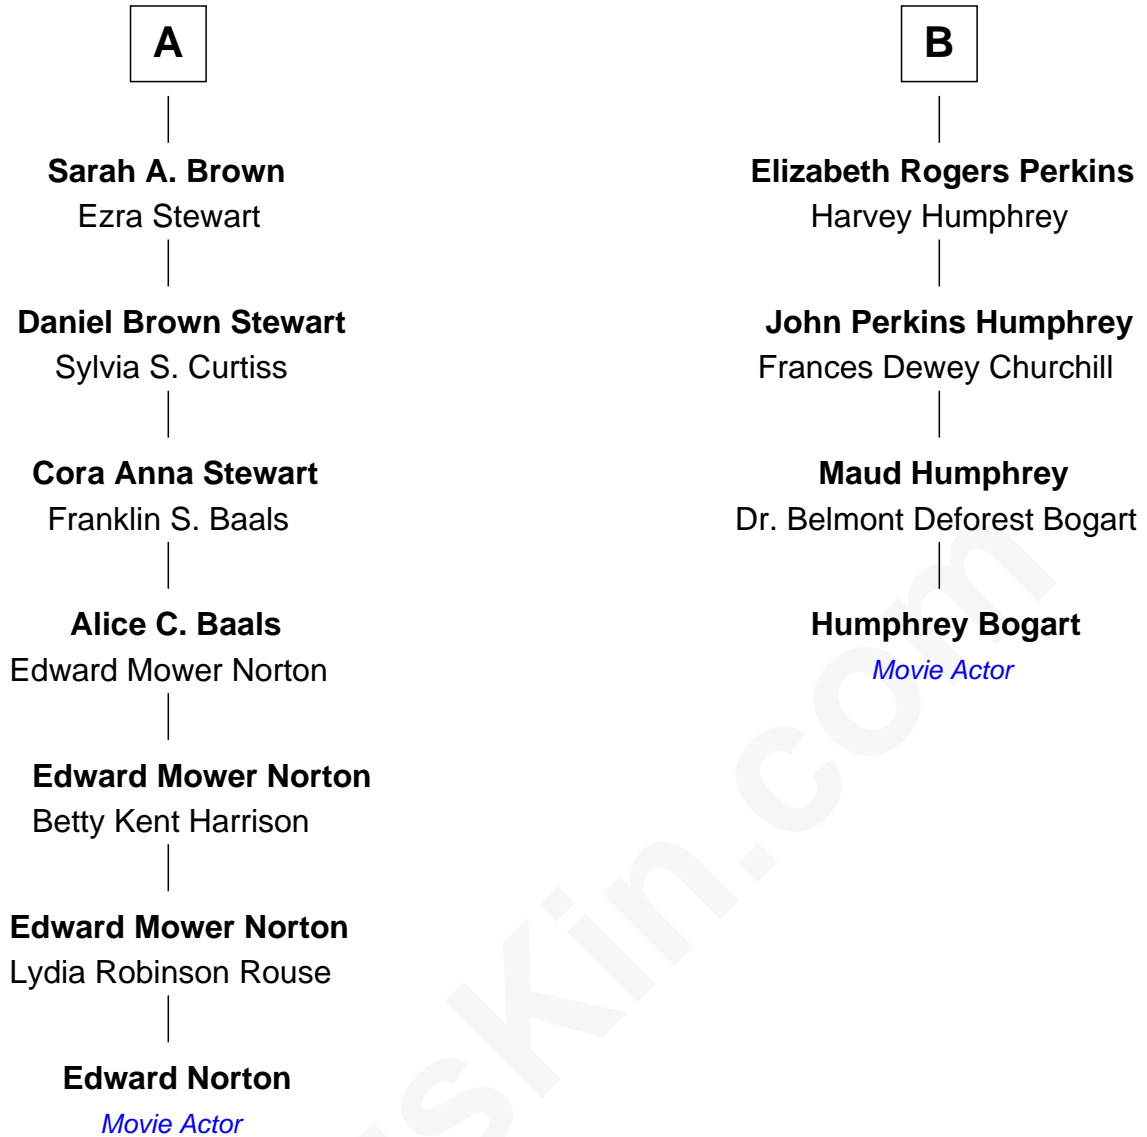 A
Sarah A. Brown
Ezra Stewart
Daniel Brown Stewart
Sylvia S. Curtiss
Cora Anna Stewart
Franklin S. Baals
Alice C. Baals
Edward Mower Norton
Edward Mower Norton
Betty Kent Harrison
Edward Mower Norton
Lydia Robinson Rouse
Edward Norton
Movie Actor
B
Elizabeth Rogers Perkins
Harvey Humphrey
John Perkins Humphrey
Frances Dewey Churchill
Maud Humphrey
Dr. Belmont Deforest Bogart
Humphrey Bogart
Movie Actor
sKin.com